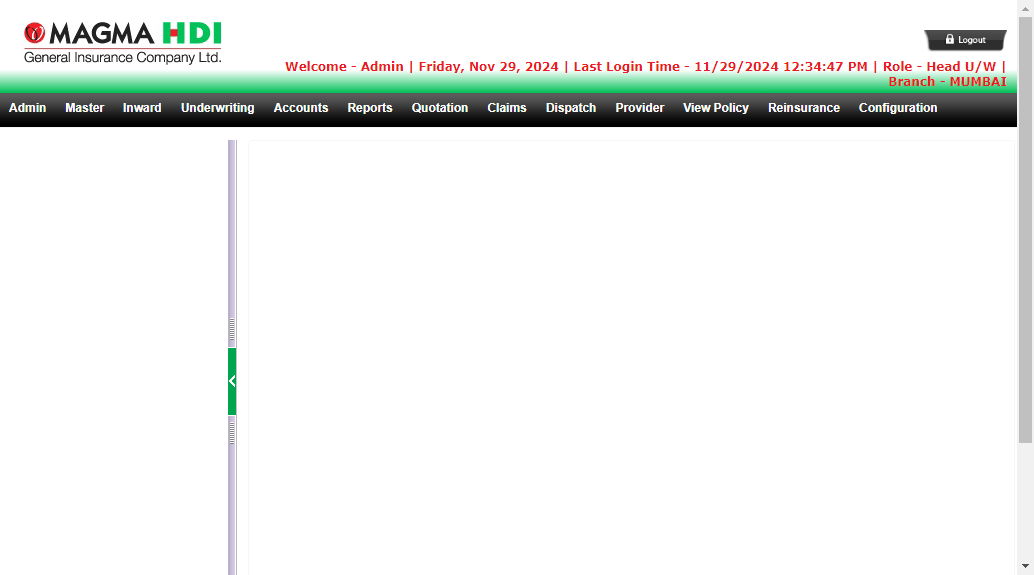 MAGMA HDI
General Insurance Company Ltd.
Logout
Welcome - Admin | Friday, Nov 29, 2024 | Last Login Time - 11/29/2024 12:34:47 PM | Role - Head U/W |
Branch - MUMBAI
Admin Master Inward Underwriting Accounts Reports Quotation Claims Dispatch Provider View Policy Reinsurance Configuration